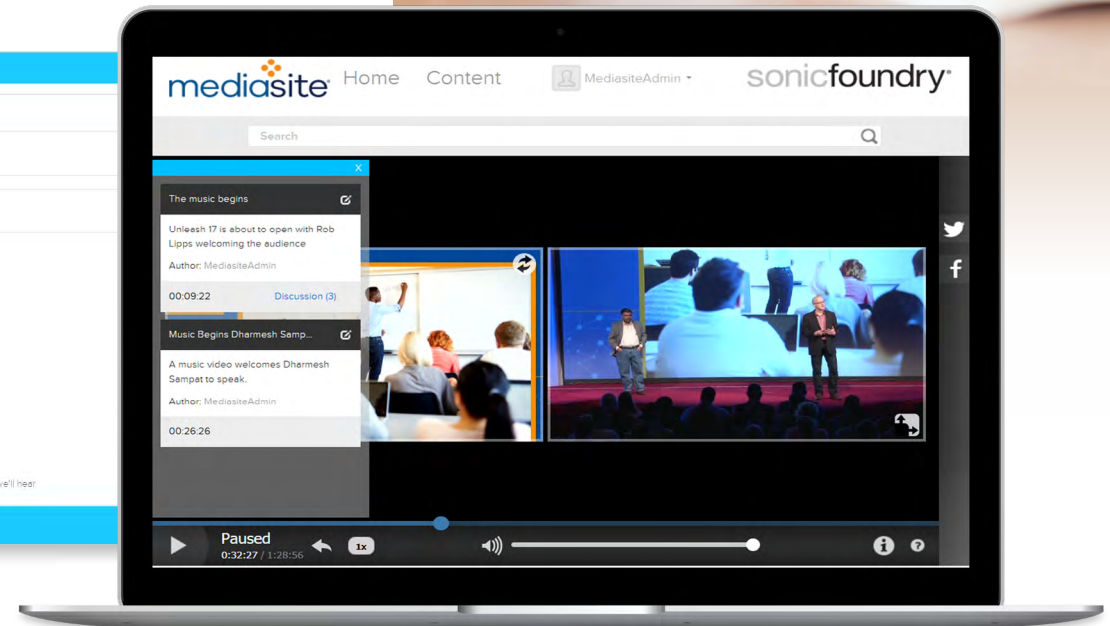 mediasite
Home
Content
MediasiteAdmin
sonicfoundry
Search
X
The music begins
Unleash 17 is about to open with Rob
Lipps welcoming the audience
Author: MediasiteAdmin
00:09:22
Discussion (3)
Music Begins Dharmesh Samp...
A music video welcomes Dharmesh
Sampat to speak.
Author: MediasiteAdmin
00:26:26
f
've'll hear
Paused
0:32:27 / 1:28:56
1x
i
?